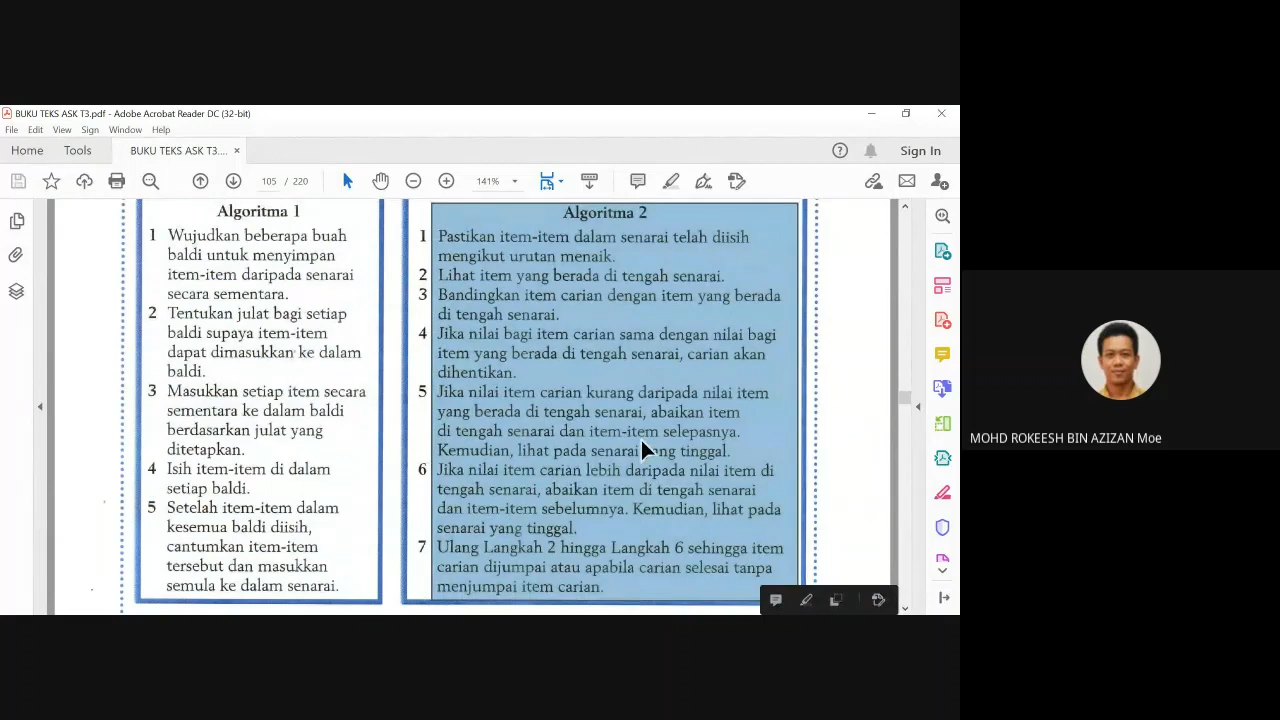 BUKU TEKS ASK T3.pdf - Adobe Acrobat Reader DC (32-bit)
File Edit View Sign Window Help
Home Tools BUKU TEKS ASK T3.... × Sign In
105 / 220 141%
Algoritma 1
1 Wujudkan beberapa buah
baldi untuk menyimpan
item-item daripada senarai
secara sementara.
2 Tentukan julat bagi setiap
baldi supaya item-item
dapat dimasukkan ke dalam
baldi.
3 Masukkan setiap item secara
sementara ke dalam baldi
berdasarkan julat yang
ditetapkan.
4 Isih item-item di dalam
setiap baldi.
5 Setelah item-item dalam
kesemua baldi diisih,
cantumkan item-item
tersebut dan masukkan
semula ke dalam senarai.
Algoritma 2
1 Pastikan item-item dalam senarai telah diisih
mengikut urutan menaik.
2 Lihat item yang berada di tengah senarai.
3 Bandingkan item carian dengan item yang berada
di tengah senarai.
4 Jika nilai bagi item carian sama dengan nilai bagi
item yang berada di tengah senarai, carian akan
dihentikan.
5 Jika nilai item carian kurang daripada nilai item
yang berada di tengah senarai, abaikan item
di tengah senarai dan item-item selepasnya.
Kemudian, lihat pada senarai yang tinggal.
6 Jika nilai item carian lebih daripada nilai item di
tengah senarai, abaikan item di tengah senarai
dan item-item sebelumnya. Kemudian, lihat pada
senarai yang tinggal.
7 Ulang Langkah 2 hingga Langkah 6 sehingga item
carian dijumpai atau apabila carian selesai tanpa
menjumpai item carian.
MOHD ROKEESH BIN AZIZAN Moe